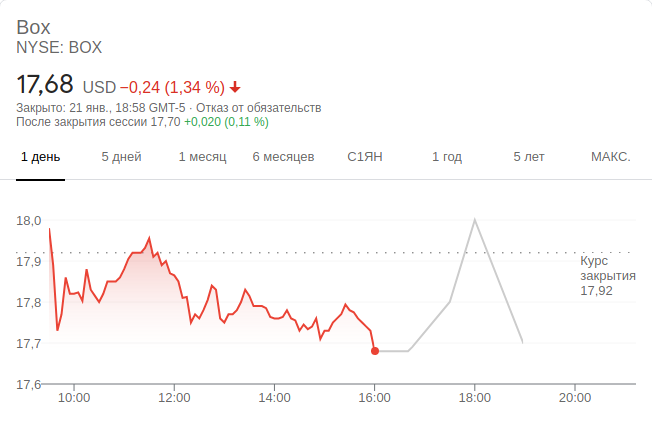 Box
NYSE: BOX
17,68 USD −0,24 (1,34 %)
Закрыто: 21 янв., 18:58 GMT-5 · Отказ от обязательств
После закрытия сессии 17,70 +0,020 (0,11 %)
1 день 5 дней 1 месяц 6 месяцев С1ЯН 1 год 5 лет МАКС.
18,0
17,9
17,8
17,7
17,6
Курс
закрытия
17,92
10:00 12:00 14:00 16:00 18:00 20:00